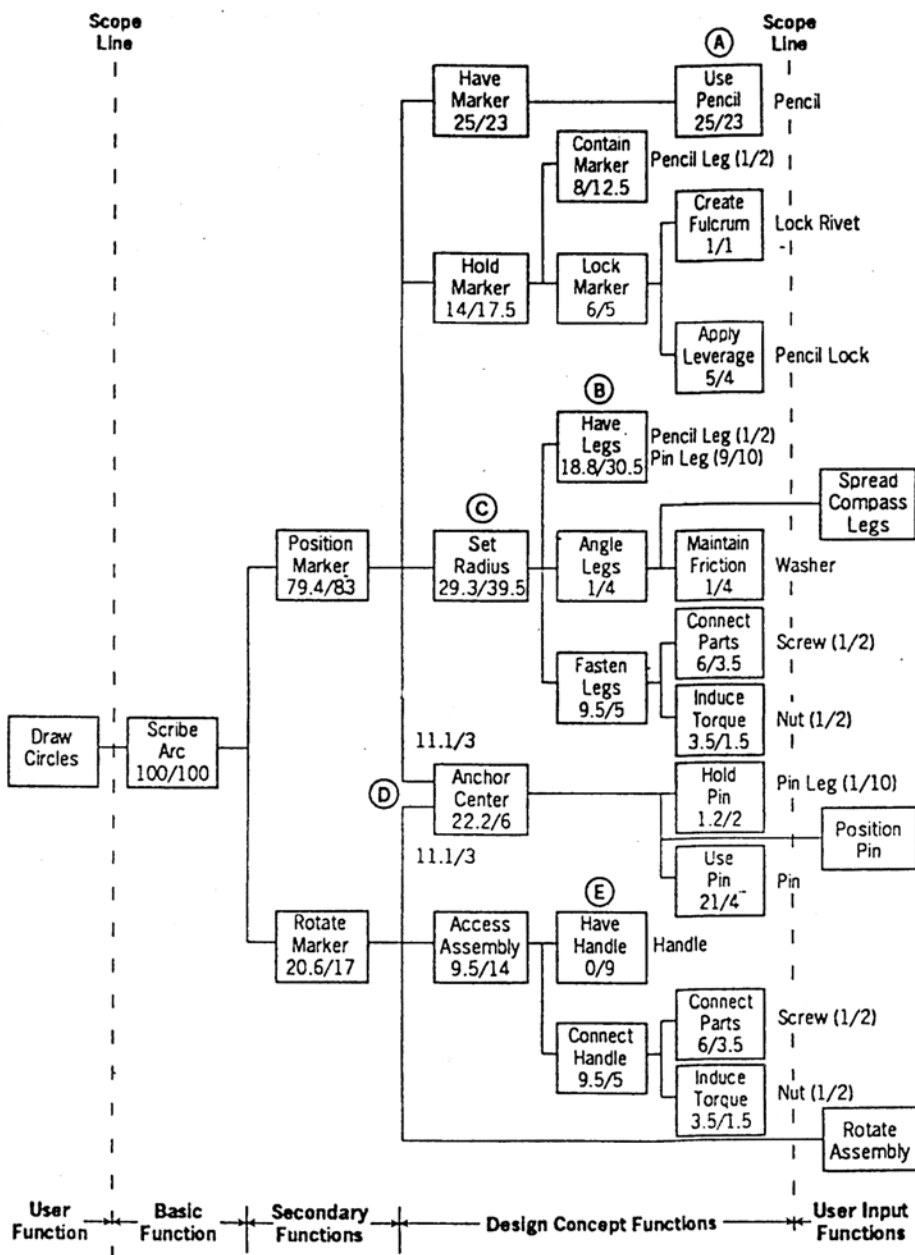 Scope
Line
Scope
Line
A
Have
Marker
25/23
Use
Pencil
25/23
Pencil
Contain
Marker
8/12.5
Pencil Leg (1/2)
Create
Fulcrum
1/1
Lock Rivet
Hold
Marker
14/17.5
Lock
Marker
6/5
Apply
Leverage
5/4
Pencil Lock
B
Have
Legs
18.8/30.5
Pencil Leg (1/2)
Pin Leg (9/10)
Spread
Compass
Legs
C
Position
Marker
79.4/83
Set
Radius
29.3/39.5
Angle
Legs
1/4
Maintain
Friction
1/4
Washer
Connect
Parts
6/3.5
Screw (1/2)
Fasten
Legs
9.5/5
Induce
Torque
3.5/1.5
Nut (1/2)
Draw
Circles
Scribe
Arc
100/100
11.1/3
D
Anchor
Center
22.2/6
Hold
Pin
1.2/2
Pin Leg (1/10)
Position
Pin
11.1/3
Use
Pin
21/4
Pin
E
Rotate
Marker
20.6/17
Access
Assembly
9.5/14
Have
Handle
0/9
Handle
Connect
Parts
6/3.5
Screw (1/2)
Connect
Handle
9.5/5
Induce
Torque
3.5/1.5
Nut (1/2)
Rotate
Assembly
User
Function
Basic
Function
Secondary
Functions
Design Concept Functions
User Input
Functions